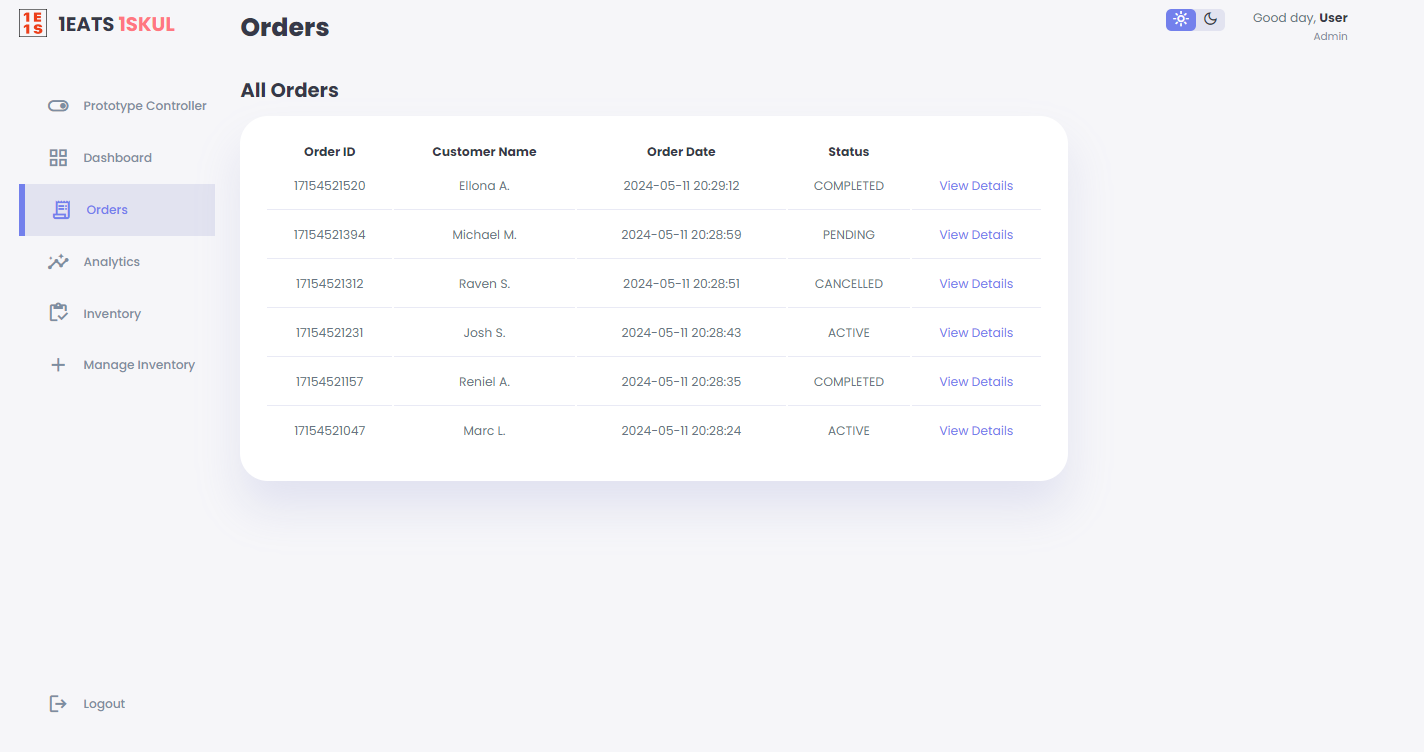 1E
1S
1EATS 1SKUL
Orders
Good day, User
Admin
Prototype Controller
Dashboard
Orders
Analytics
Inventory
Manage Inventory
Logout
All Orders
Order ID Customer Name Order Date Status
17154521520 Ellona A. 2024-05-11 20:29:12 COMPLETED View Details
17154521394 Michael M. 2024-05-11 20:28:59 PENDING View Details
17154521312 Raven S. 2024-05-11 20:28:51 CANCELLED View Details
17154521231 Josh S. 2024-05-11 20:28:43 ACTIVE View Details
17154521157 Reniel A. 2024-05-11 20:28:35 COMPLETED View Details
17154521047 Marc L. 2024-05-11 20:28:24 ACTIVE View Details